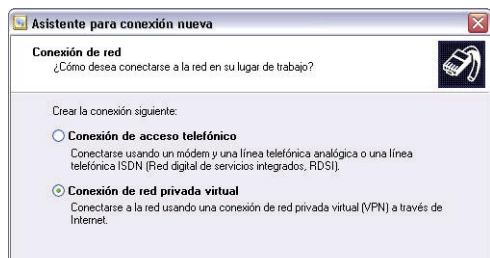 Asistente para conexión nueva
Conexión de red
¿Cómo desea conectarse a la red en su lugar de trabajo?
Crear la conexión siguiente:
Conexión de acceso telefónico
Conectarse usando un módem y una línea telefónica analógica o una línea
telefónica ISDN (Red digital de servicios integrados, RDSI).
Conexión de red privada virtual
Conectarse a la red usando una conexión de red privada virtual (VPN) a través de
Internet.